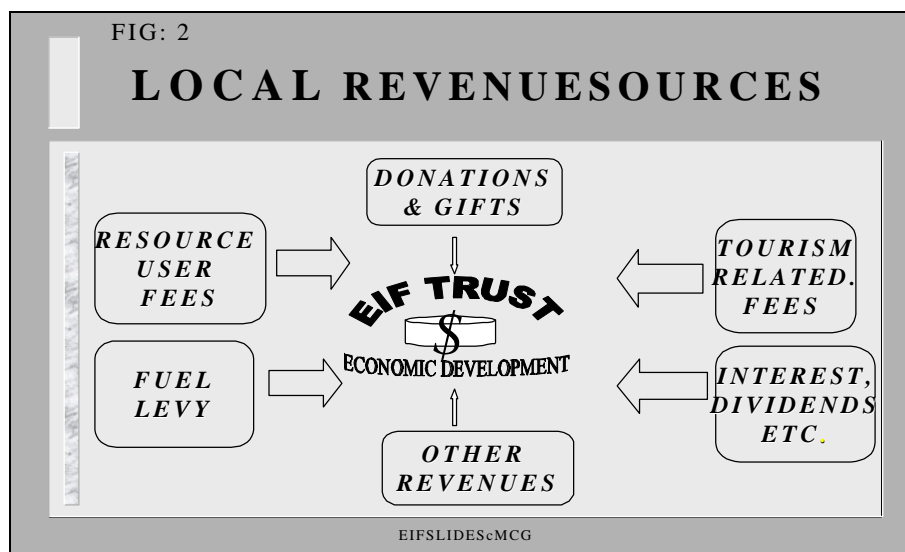 FIG: 2
LOCAL REVENUESOURCES
DONATIONS
& GIFTS
RESOURCE
USER
FEES
TOURISM
RELATED.
FEES
EIF TRUST
$
ECONOMIC DEVELOPMENT
FUEL
LEVY
INTEREST,
DIVIDENDS
ETC.
OTHER
REVENUES
EIFSLIDEScMCG